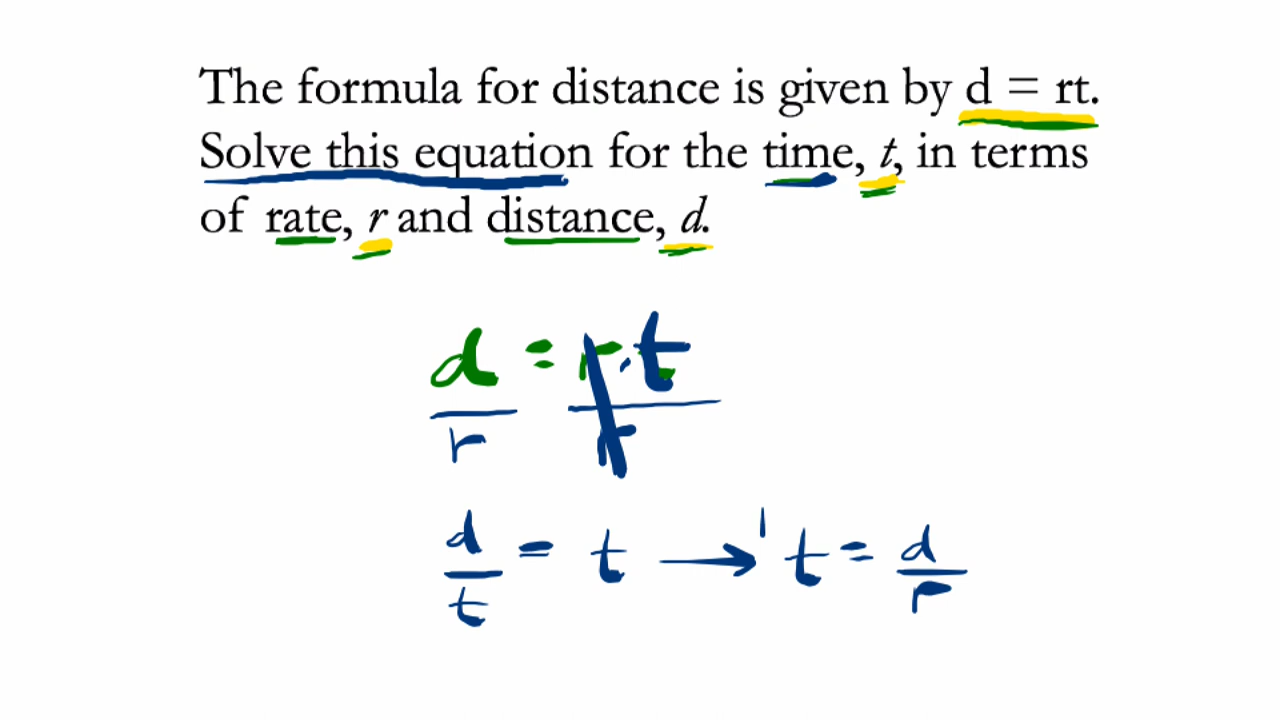 The formula for distance is given by d = rt.
Solve this equation for the time, t, in terms
of rate, r and distance, d.
d = r · t
r r
d = t → t = d
t r